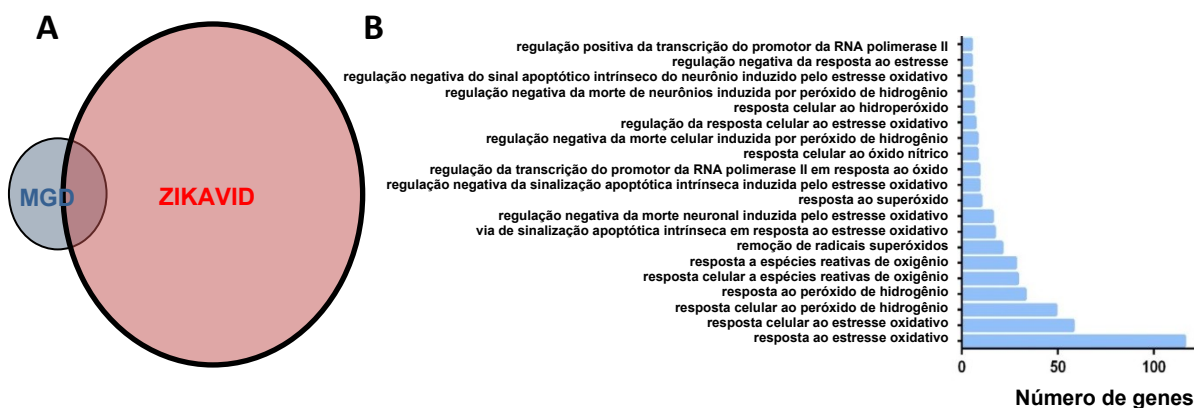 A
MGD
ZIKAVID
B
regulação positiva da transcrição do promotor da RNA polimerase II
regulação negativa da resposta ao estresse
regulação negativa do sinal apoptótico intrínseco do neurônio induzido pelo estresse oxidativo
regulação negativa da morte de neurônios induzida por peróxido de hidrogênio
resposta celular ao hidroperóxido
regulação da resposta celular ao estresse oxidativo
regulação negativa da morte celular induzida por peróxido de hidrogênio
resposta celular ao óxido nítrico
regulação da transcrição do promotor da RNA polimerase II em resposta ao óxido
regulação negativa da sinalização apoptótica intrínseca induzida pelo estresse oxidativo
resposta ao superóxido
regulação negativa da morte neuronal induzida pelo estresse oxidativo
via de sinalização apoptótica intrínseca em resposta ao estresse oxidativo
remoção de radicais superóxidos
resposta a espécies reativas de oxigênio
resposta celular a espécies reativas de oxigênio
resposta ao peróxido de hidrogênio
resposta celular ao peróxido de hidrogênio
resposta celular ao estresse oxidativo
resposta ao estresse oxidativo
0 50 100
Número de genes